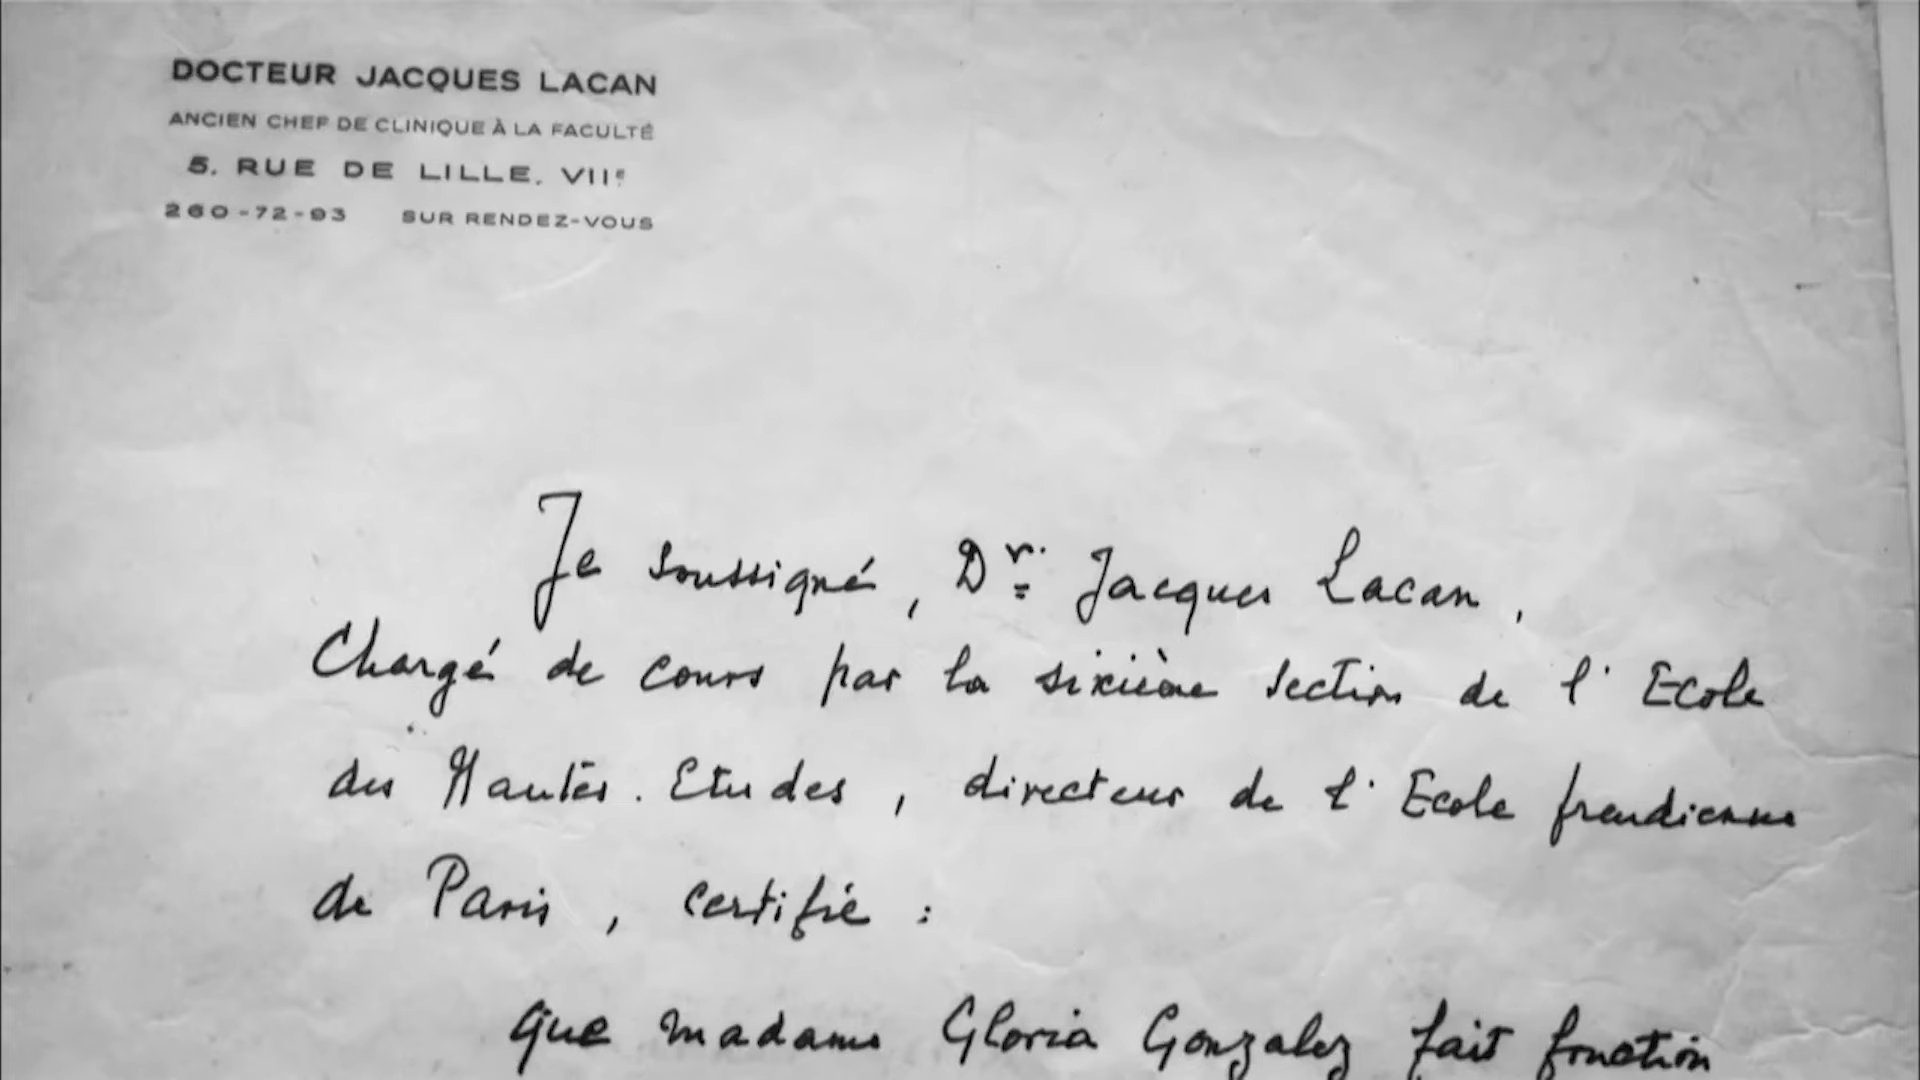 DOCTEUR JACQUES LACAN
ANCIEN CHEF DE CLINIQUE À LA FACULTÉ
5, RUE DE LILLE. VIIe
260-72-93 SUR RENDEZ-VOUS
Je soussigné, Dr. Jacques Lacan,
Chargé de cours par la sixième section de l'Ecole
des Hautes-Etudes, directeur de l'Ecole freudienne
de Paris, certifie :
que madame Gloria Gonzalez fait fonction